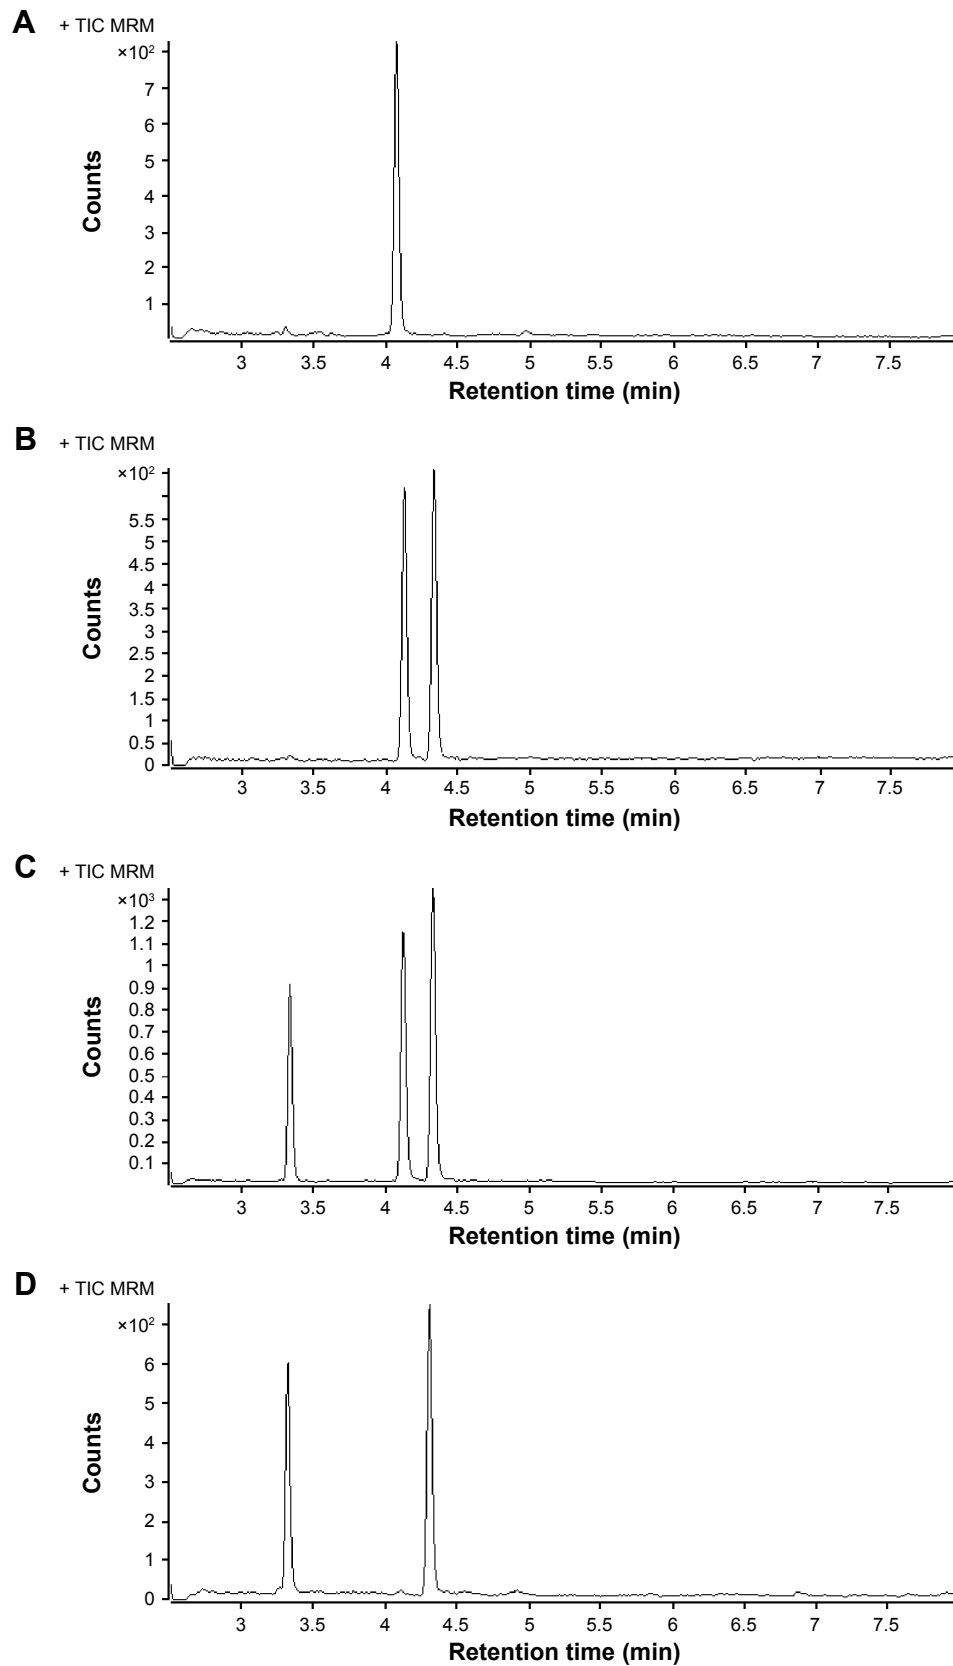 A + TIC MRM
×10²
7
6
5
4
3
2
1
Counts
3 3.5 4 4.5 5 5.5 6 6.5 7 7.5
Retention time (min)
B + TIC MRM
×10²
5.5
5
4.5
4
3.5
3
2.5
2
1.5
1
0.5
0
Counts
3 3.5 4 4.5 5 5.5 6 6.5 7 7.5
Retention time (min)
C + TIC MRM
×10³
1.2
1.1
1
0.9
0.8
0.7
0.6
0.5
0.4
0.3
0.2
0.1
Counts
3 3.5 4 4.5 5 5.5 6 6.5 7 7.5
Retention time (min)
D + TIC MRM
×10²
6
5
4
3
2
1
0
Counts
3 3.5 4 4.5 5 5.5 6 6.5 7 7.5
Retention time (min)